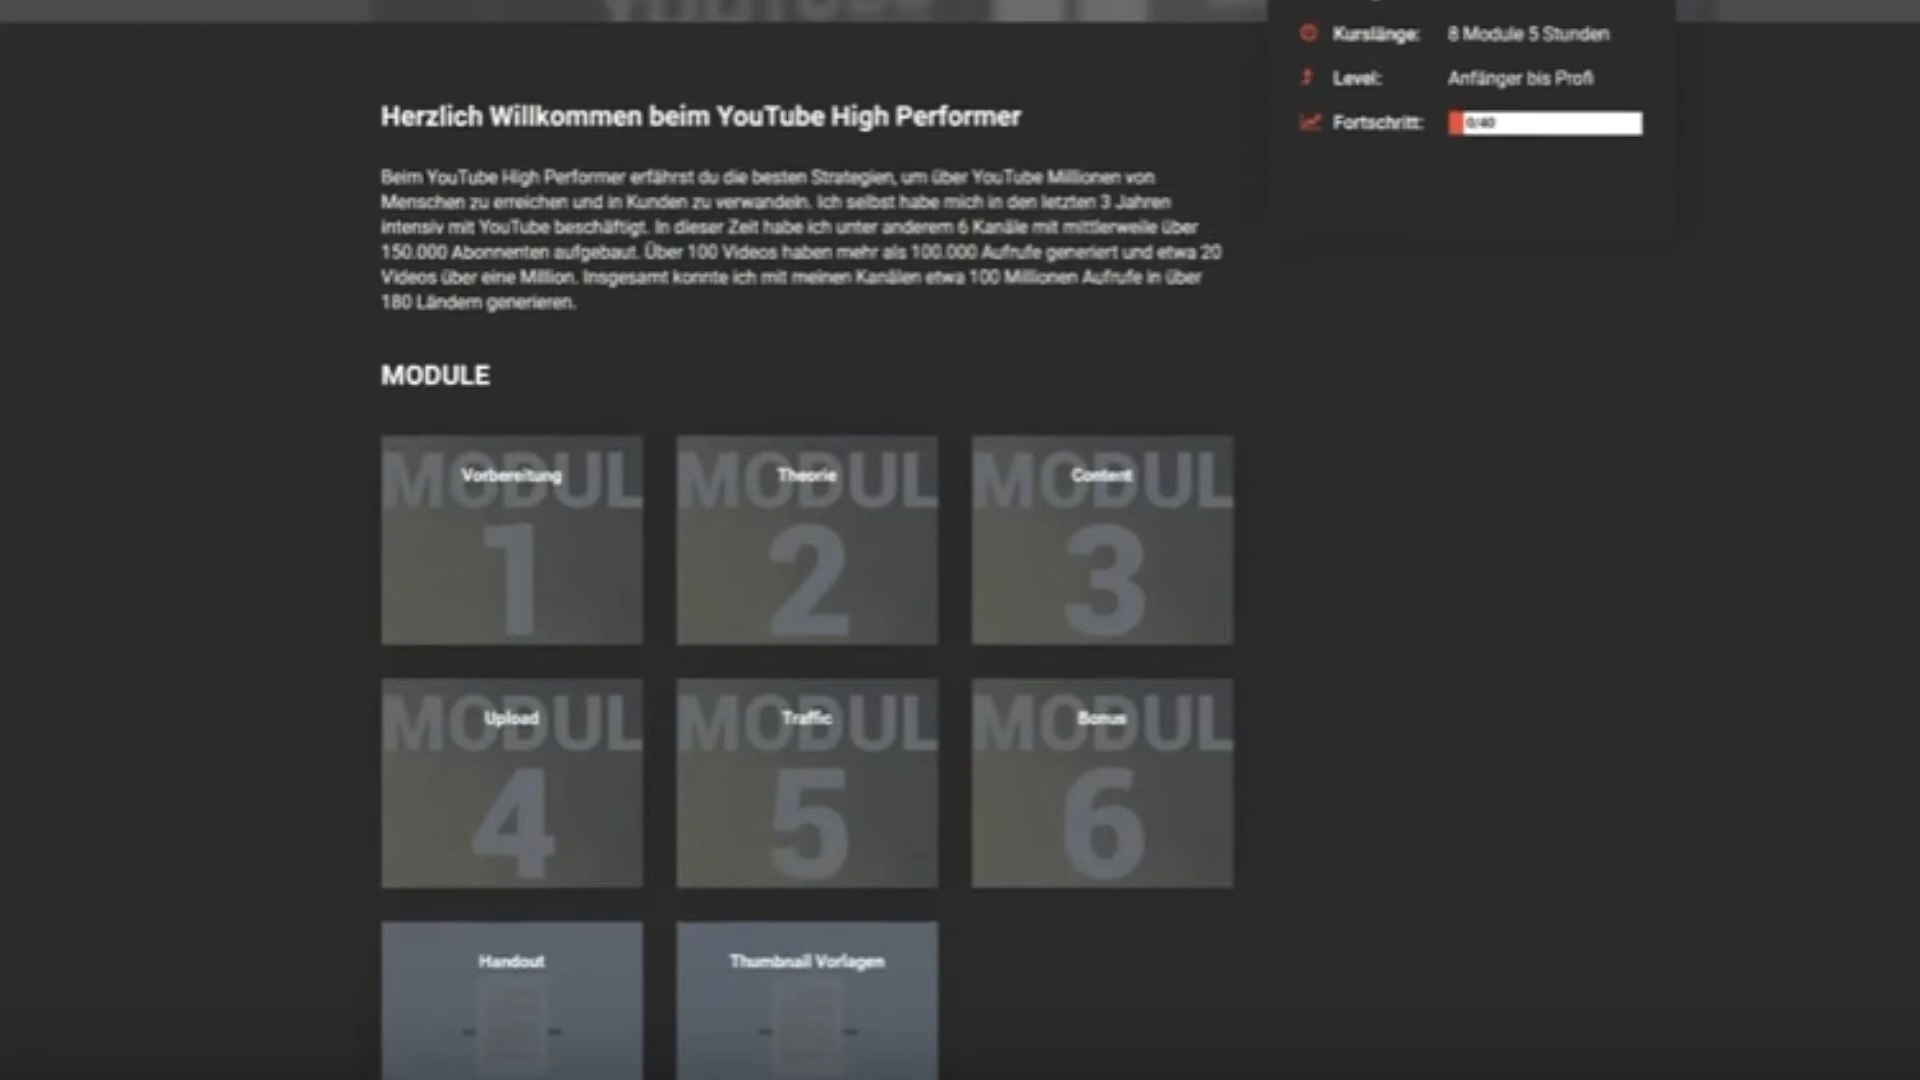 Kurslänge: 8 Module 5 Stunden
Level: Anfänger bis Profi
Fortschritt: 0/40
Herzlich Willkommen beim YouTube High Performer
Beim YouTube High Performer erfährst du die besten Strategien, um über YouTube Millionen von
Menschen zu erreichen und in Kunden zu verwandeln. Ich selbst habe mich in den letzten 3 Jahren
intensiv mit YouTube beschäftigt. In dieser Zeit habe ich unter anderem 6 Kanäle mit mittlerweile über
150.000 Abonnenten aufgebaut. Über 100 Videos haben mehr als 100.000 Aufrufe generiert und etwa 20
Videos über eine Million. Insgesamt konnte ich mit meinen Kanälen etwa 100 Millionen Aufrufe in über
180 Ländern generieren.
MODULE
MODUL
Vorbereitung
1
MODUL
Theorie
2
MODUL
Content
3
MODUL
Upload
4
MODUL
Traffic
5
MODUL
Bonus
6
Handout
Thumbnail Vorlagen